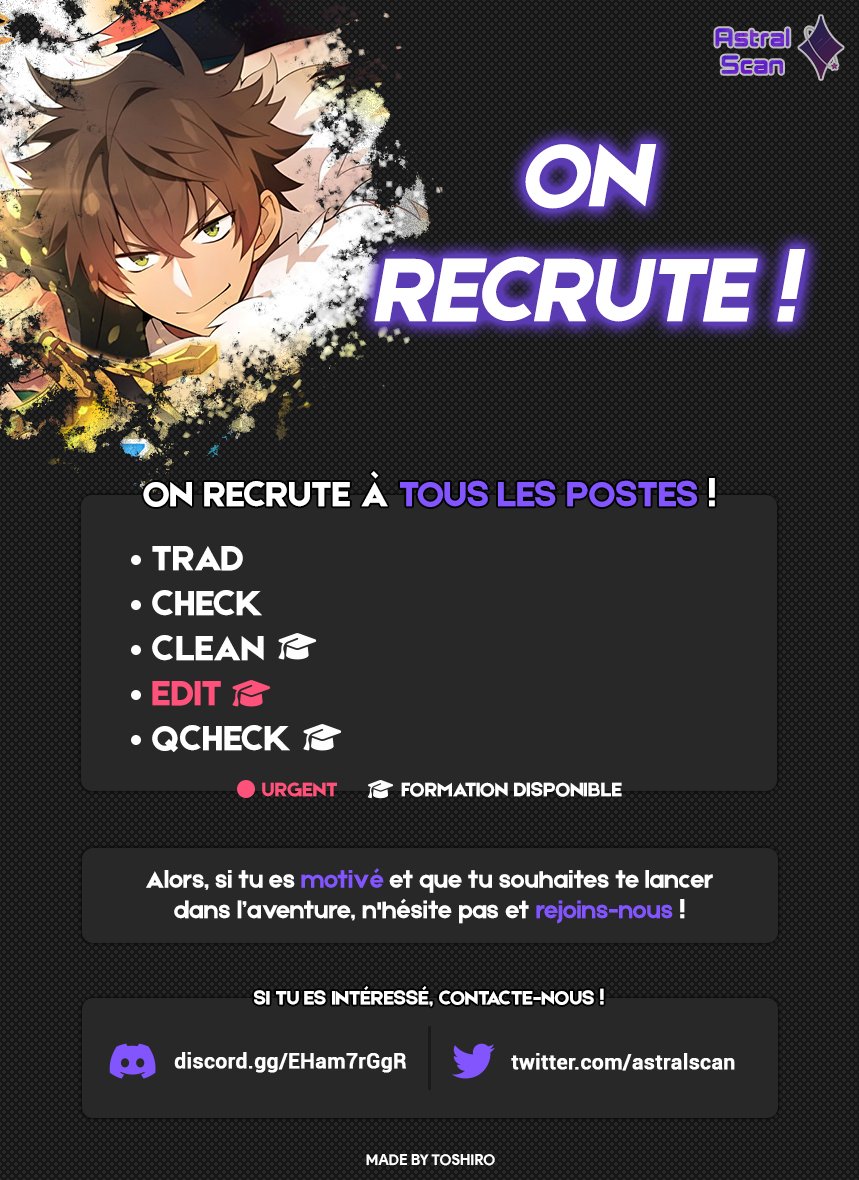 Astral
Scan
ON
RECRUTE !
ON RECRUTE À TOUS LES POSTES !
• TRAD
• CHECK
• CLEAN
• EDIT
• QCHECK
URGENT FORMATION DISPONIBLE
Alors, si tu es motivé et que tu souhaites te lancer
dans l'aventure, n'hésite pas et rejoins-nous !
SI TU ES INTÉRESSÉ, CONTACTE-NOUS !
discord.gg/EHam7rGgR twitter.com/astralscan
MADE BY TOSHIRO